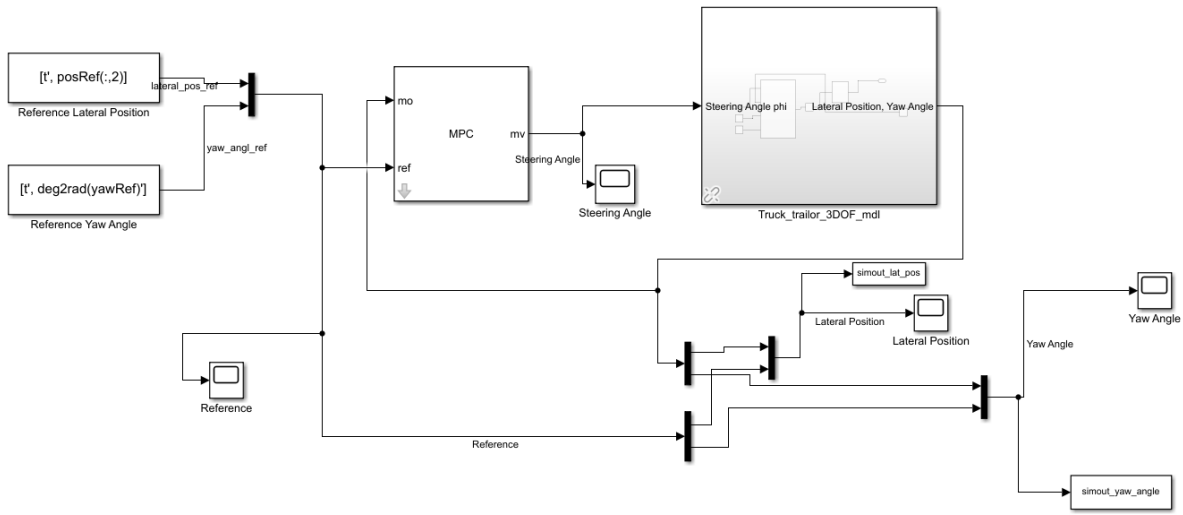 [t', posRef(:,2)]
lateral_pos_ref
Reference Lateral Position
yaw_angl_ref
[t', deg2rad(yawRef)']
Reference Yaw Angle
mo
MPC
mv
ref
Steering Angle
Steering Angle
Steering Angle phi
Lateral Position, Yaw Angle
Truck_trailor_3DOF_mdl
simout_lat_pos
Lateral Position
Lateral Position
Yaw Angle
Yaw Angle
Reference
Reference
simout_yaw_angle